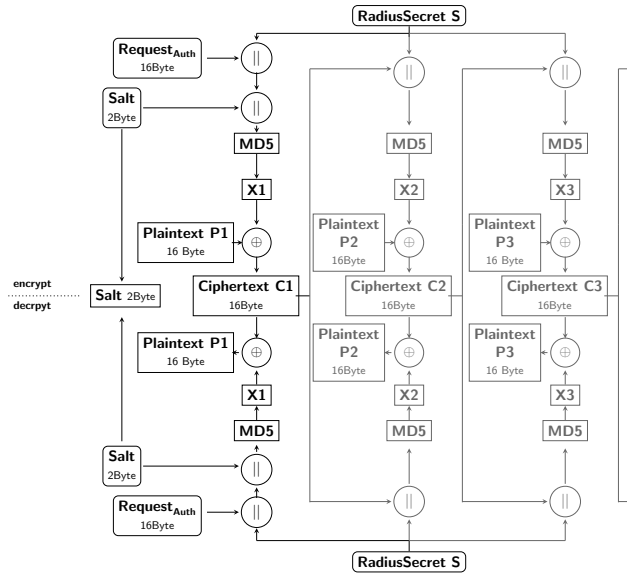 RadiusSecret S
RequestAuth
16Byte
||
||
||
Salt
2Byte
||
MD5
MD5
MD5
X1
X2
X3
Plaintext P1
16 Byte
⊕
Plaintext
P2
16Byte
⊕
Plaintext
P3
16 Byte
⊕
encrypt
decrpyt
Salt 2Byte
Ciphertext C1
16Byte
Ciphertext C2
16Byte
Ciphertext C3
16Byte
Plaintext P1
16 Byte
⊕
Plaintext
P2
16Byte
⊕
Plaintext
P3
16 Byte
⊕
X1
X2
X3
MD5
MD5
MD5
Salt
2Byte
||
RequestAuth
16Byte
||
||
||
RadiusSecret S